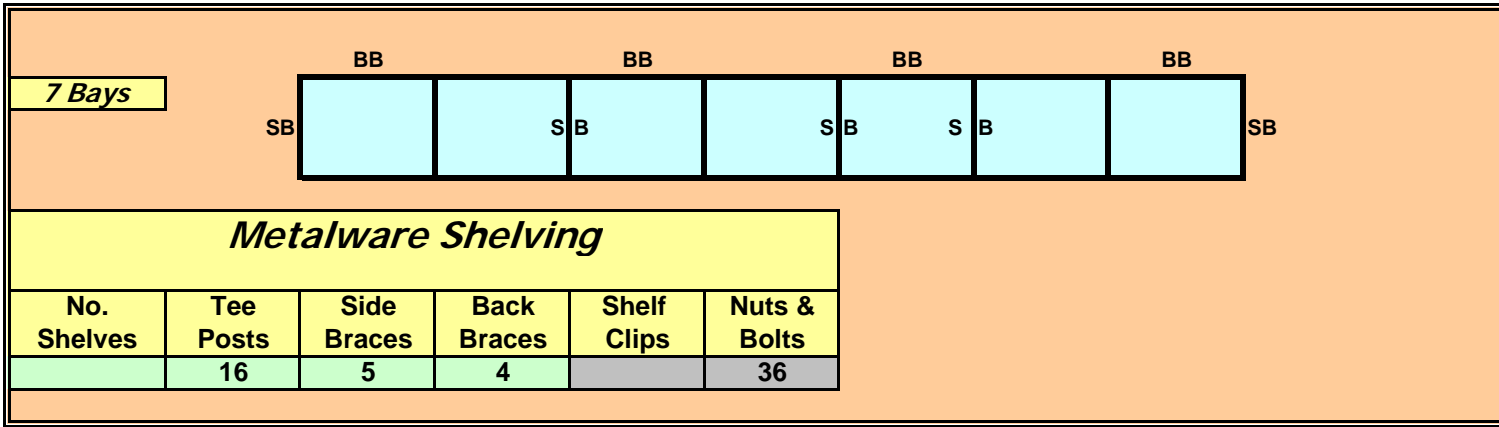 BB BB BB BB
7 Bays
SB S B S B S B SB
Metalware Shelving
No. Tee Side Back Shelf Nuts &
Shelves Posts Braces Braces Clips Bolts
16 5 4 36